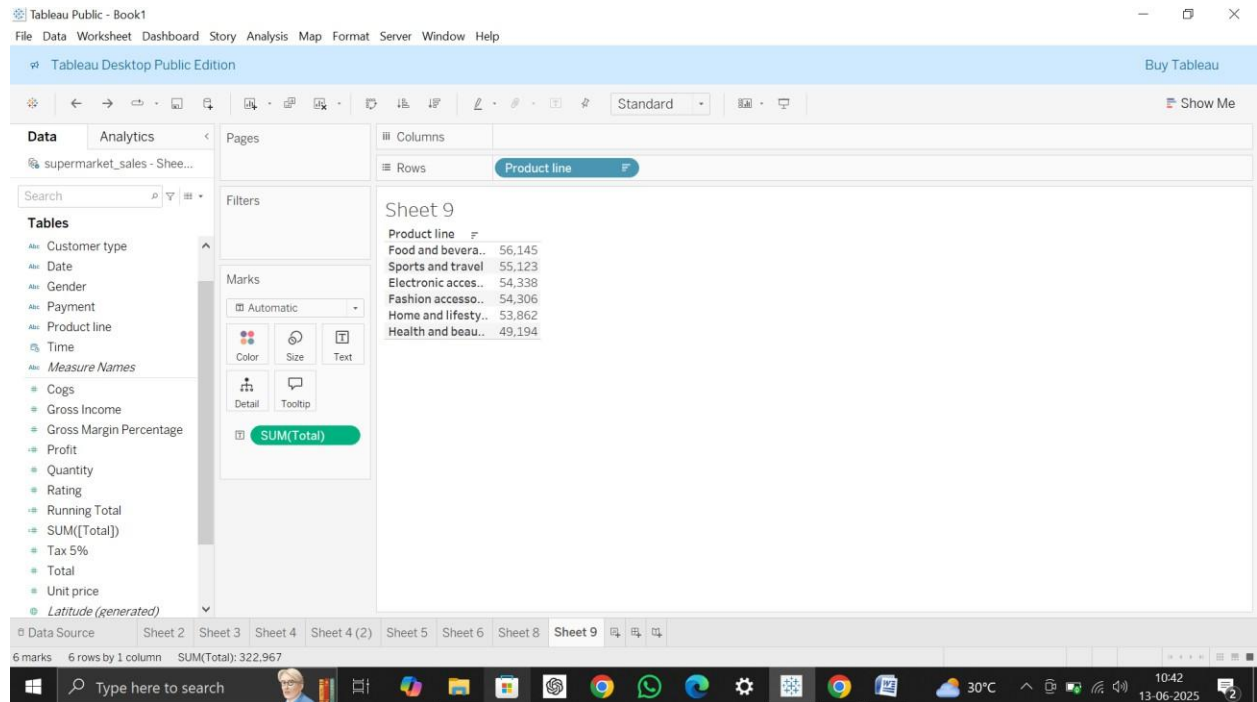 Tableau Public - Book1
File Data Worksheet Dashboard Story Analysis Map Format Server Window Help
Tableau Desktop Public Edition
Buy Tableau
Standard
Show Me
Data
Analytics
supermarket_sales - Shee...
Search
Tables
Abc Customer type
Abc Date
Abc Gender
Abc Payment
Abc Product line
Time
Abc Measure Names
# Cogs
# Gross Income
# Gross Margin Percentage
=# Profit
# Quantity
# Rating
=# Running Total
=# SUM([Total])
# Tax 5%
# Total
# Unit price
Latitude (generated)
Pages
Filters
Marks
Automatic
Color
Size
Text
Detail
Tooltip
SUM(Total)
Columns
Rows
Product line
Sheet 9
Product line
Food and bevera.. 56,145
Sports and travel 55,123
Electronic acces.. 54,338
Fashion accesso.. 54,306
Home and lifesty.. 53,862
Health and beau.. 49,194
Data Source
Sheet 2
Sheet 3
Sheet 4
Sheet 4 (2)
Sheet 5
Sheet 6
Sheet 8
Sheet 9
6 marks 6 rows by 1 column SUM(Total): 322,967
Type here to search
30°C
10:42
13-06-2025
2